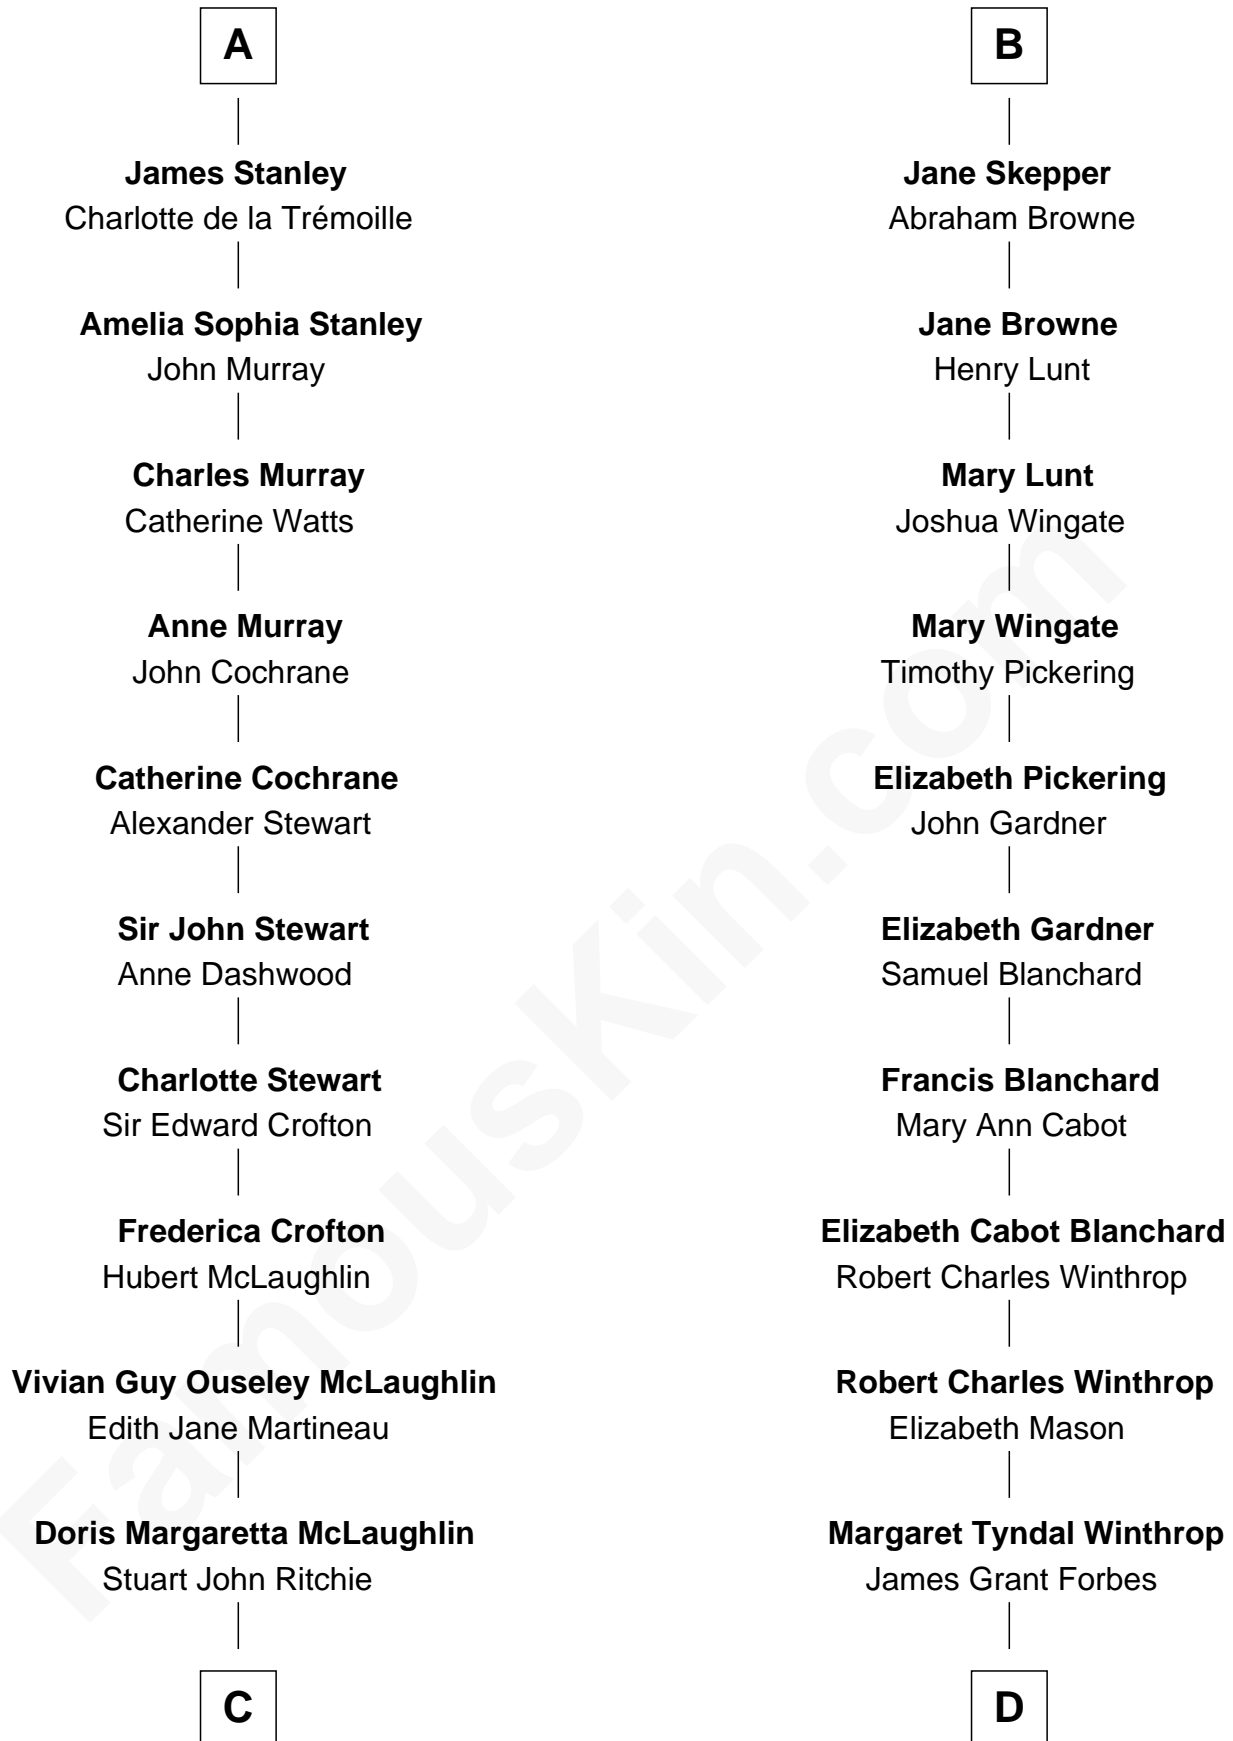 A
James Stanley
Charlotte de la Trémoille
Amelia Sophia Stanley
John Murray
Charles Murray
Catherine Watts
Anne Murray
John Cochrane
Catherine Cochrane
Alexander Stewart
Sir John Stewart
Anne Dashwood
Charlotte Stewart
Sir Edward Crofton
Frederica Crofton
Hubert McLaughlin
Vivian Guy Ouseley McLaughlin
Edith Jane Martineau
Doris Margaretta McLaughlin
Stuart John Ritchie
C
B
Jane Skepper
Abraham Browne
Jane Browne
Henry Lunt
Mary Lunt
Joshua Wingate
Mary Wingate
Timothy Pickering
Elizabeth Pickering
John Gardner
Elizabeth Gardner
Samuel Blanchard
Francis Blanchard
Mary Ann Cabot
Elizabeth Cabot Blanchard
Robert Charles Winthrop
Robert Charles Winthrop
Elizabeth Mason
Margaret Tyndal Winthrop
James Grant Forbes
D
FamousKin.com